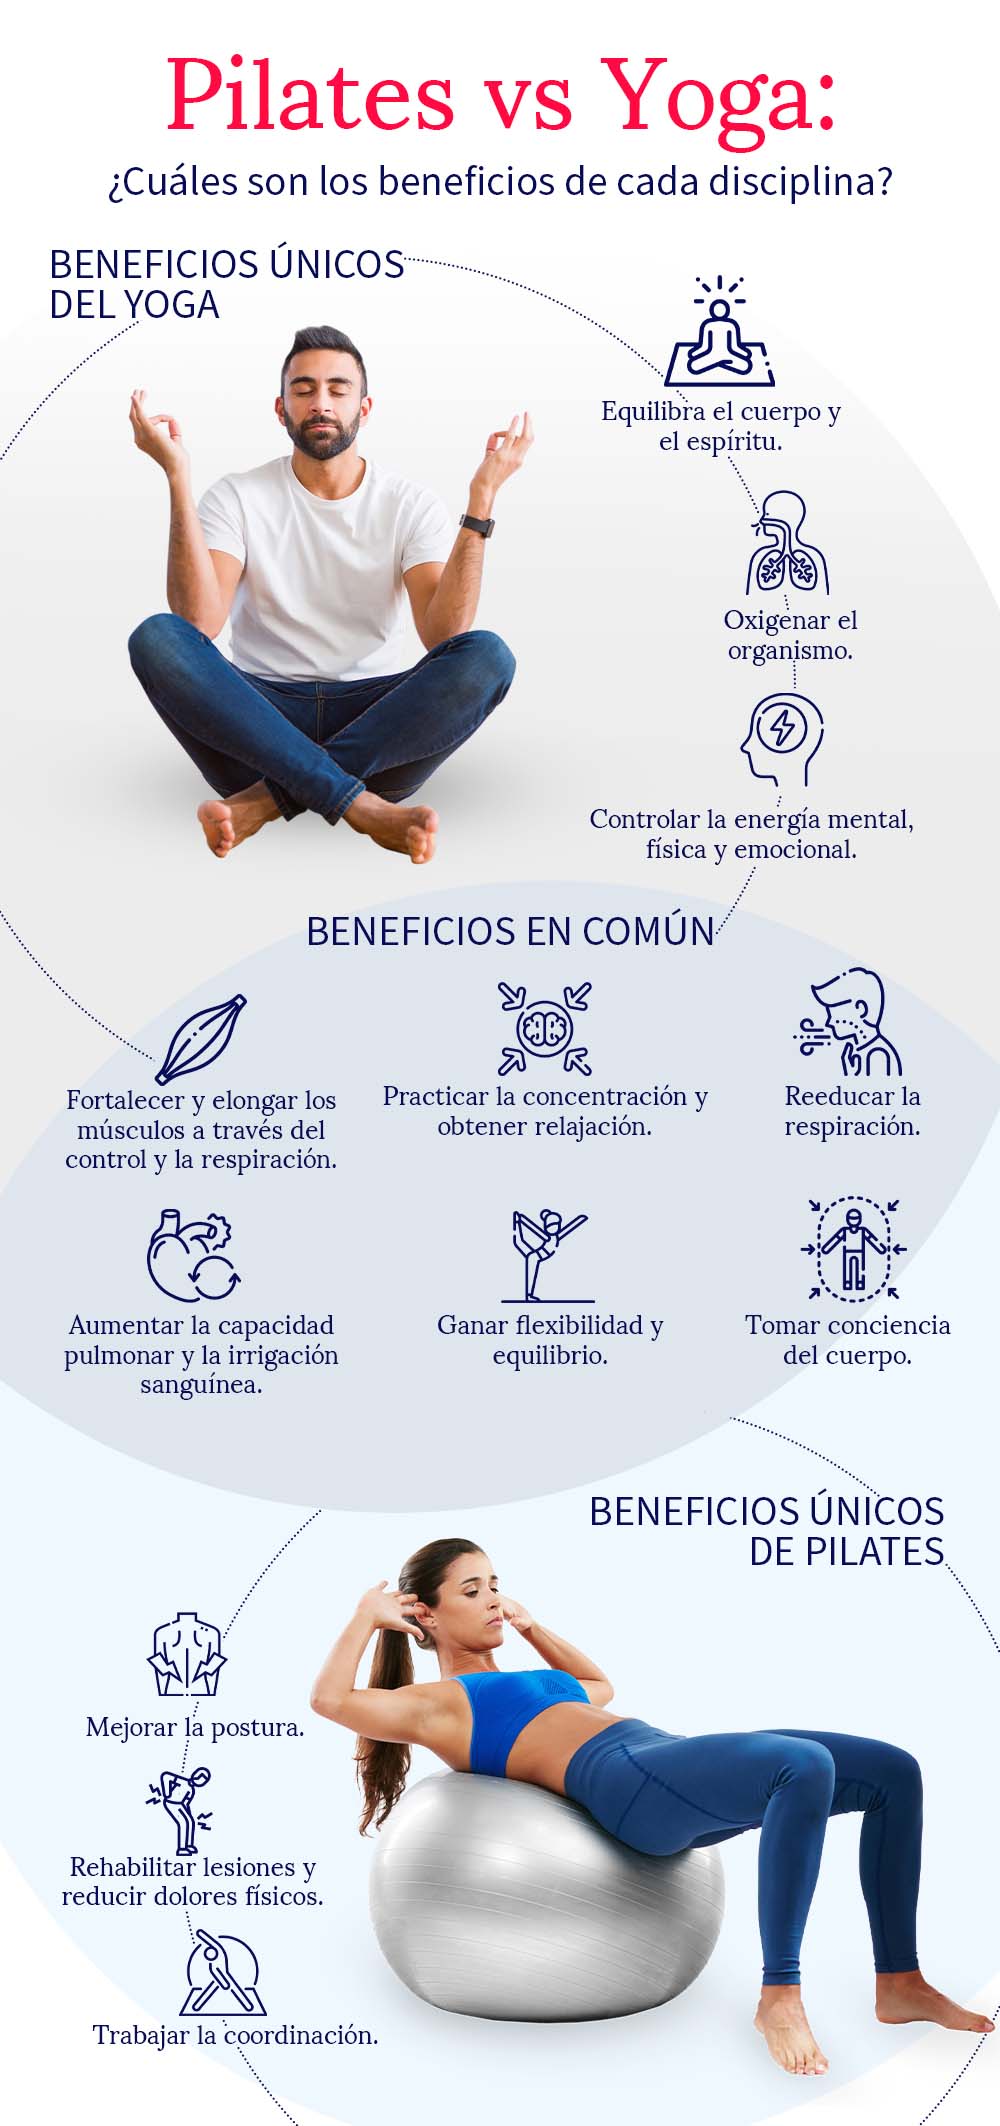 Pilates vs Yoga:
¿Cuáles son los beneficios de cada disciplina?
BENEFICIOS ÚNICOS
DEL YOGA
Equilibra el cuerpo y
el espíritu.
Oxigenar el
organismo.
Controlar la energía mental,
física y emocional.
BENEFICIOS EN COMÚN
Fortalecer y elongar los
músculos a través del
control y la respiración.
Practicar la concentración y
obtener relajación.
Reeducar la
respiración.
Aumentar la capacidad
pulmonar y la irrigación
sanguínea.
Ganar flexibilidad y
equilibrio.
Tomar conciencia
del cuerpo.
BENEFICIOS ÚNICOS
DE PILATES
Mejorar la postura.
Rehabilitar lesiones y
reducir dolores físicos.
Trabajar la coordinación.